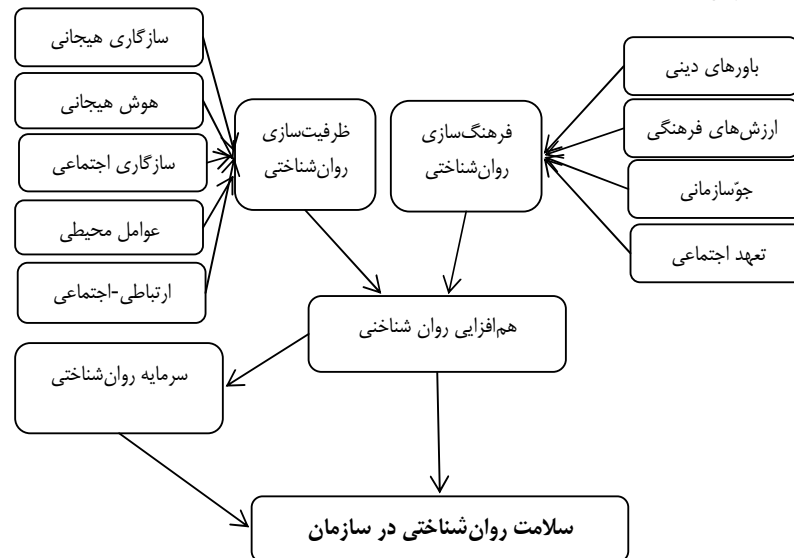 سازگاری هیجانی
هوش هیجانی
سازگاری اجتماعی
عوامل محیطی
ارتباطی-اجتماعی
ظرفیت‌سازی
روان‌شناختی
فرهنگ‌سازی
روان‌شناختی
باورهای دینی
ارزش‌های فرهنگی
جوّسازمانی
تعهد اجتماعی
هم‌افزایی روان شناختی
سرمایه روان‌شناختی
سلامت روان‌شناختی در سازمان